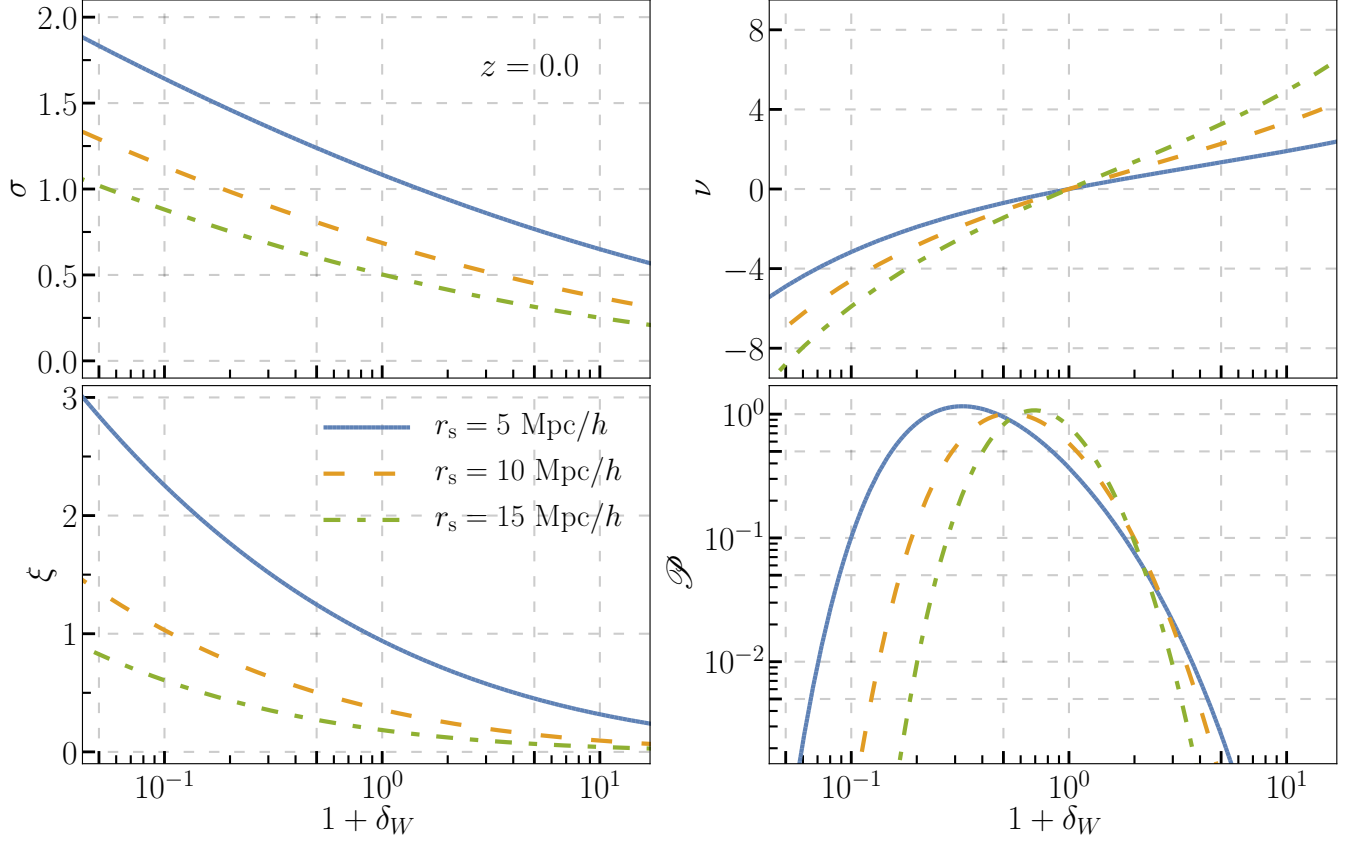 2.0
1.5
1.0
0.5
0.0
σ
z = 0.0
8
4
0
−4
−8
ν
3
2
1
0
ξ
r_s = 5 Mpc/h
r_s = 10 Mpc/h
r_s = 15 Mpc/h
10^{-1} 10^{0} 10^{1}
1 + δ_W
10^{0}
10^{-1}
10^{-2}
𝒫
10^{-1} 10^{0} 10^{1}
1 + δ_W